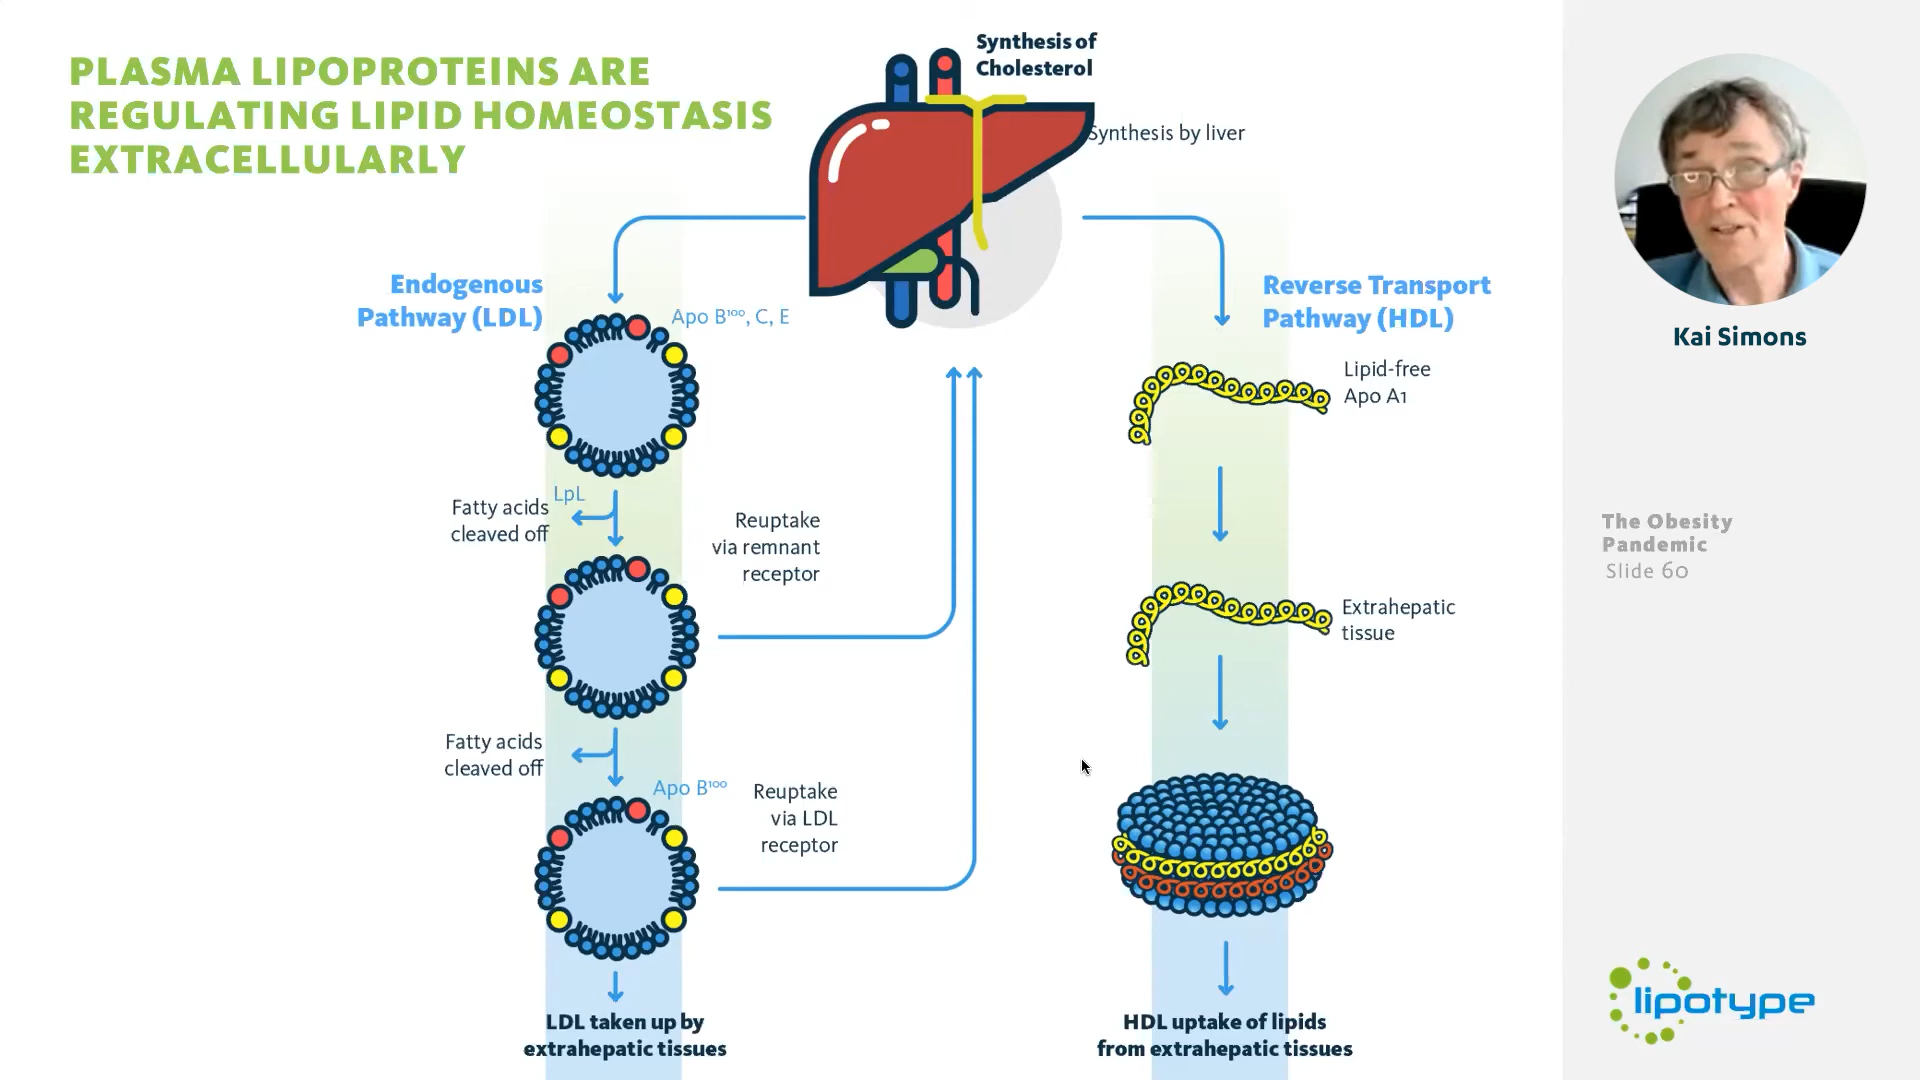 PLASMA LIPOPROTEINS ARE
REGULATING LIPID HOMEOSTASIS
EXTRACELLULARLY
Synthesis of
Cholesterol
Synthesis by liver
Endogenous
Pathway (LDL)
Apo B¹⁰⁰, C, E
LpL
Fatty acids
cleaved off
Reuptake
via remnant
receptor
Fatty acids
cleaved off
Apo B¹⁰⁰
Reuptake
via LDL
receptor
LDL taken up by
extrahepatic tissues
Reverse Transport
Pathway (HDL)
Lipid-free
Apo A1
Extrahepatic
tissue
HDL uptake of lipids
from extrahepatic tissues
Kai Simons
The Obesity
Pandemic
Slide 60
lipotype